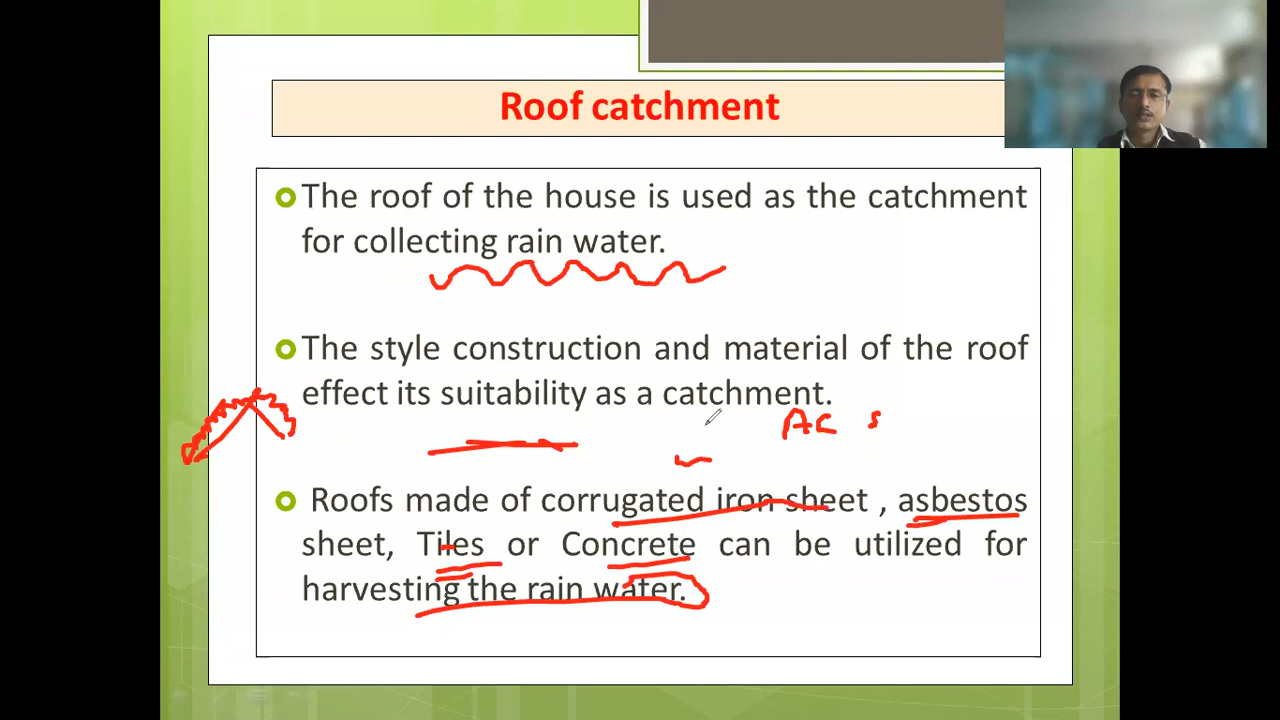 Roof catchment
The roof of the house is used as the catchment
for collecting rain water.
The style construction and material of the roof
effect its suitability as a catchment.
AC s
Roofs made of corrugated iron sheet , asbestos
sheet, Tiles or Concrete can be utilized for
harvesting the rain water.